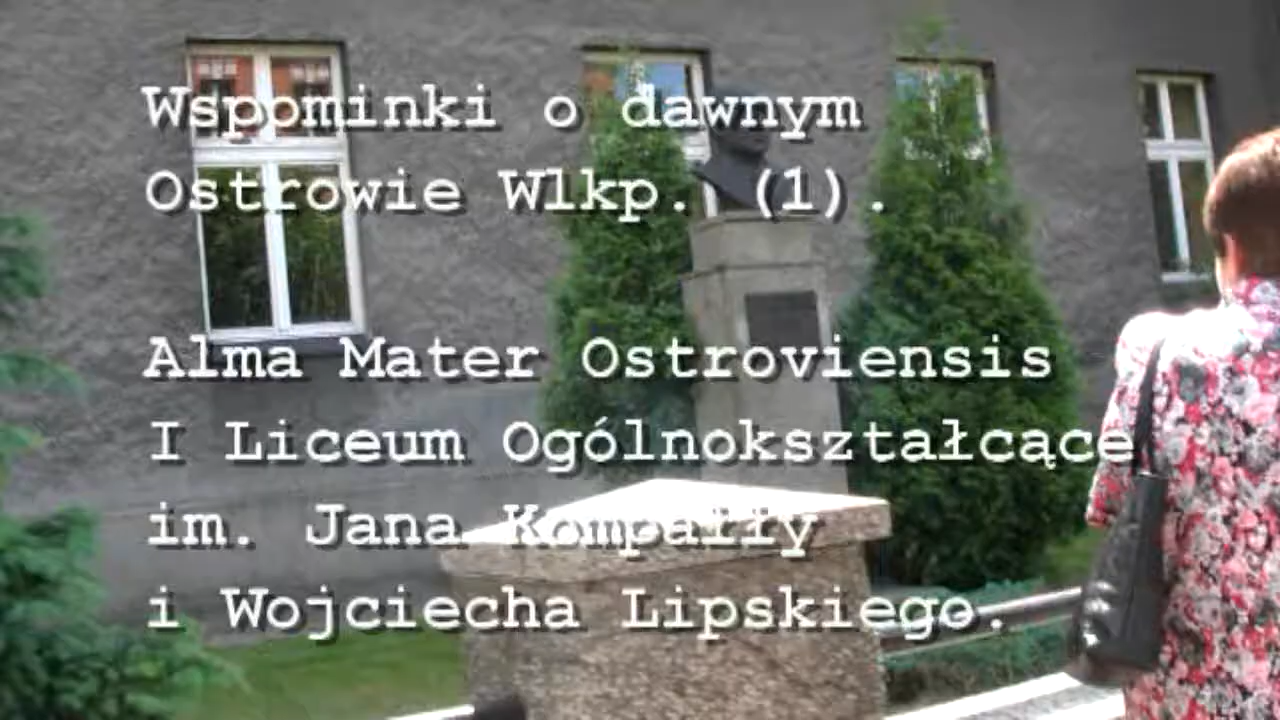 Wspominki o dawnym
Ostrowie Wlkp. (1).
Alma Mater Ostroviensis
I Liceum Ogólnokształcące
im. Jana Kompałły
i Wojciecha Lipskiego.